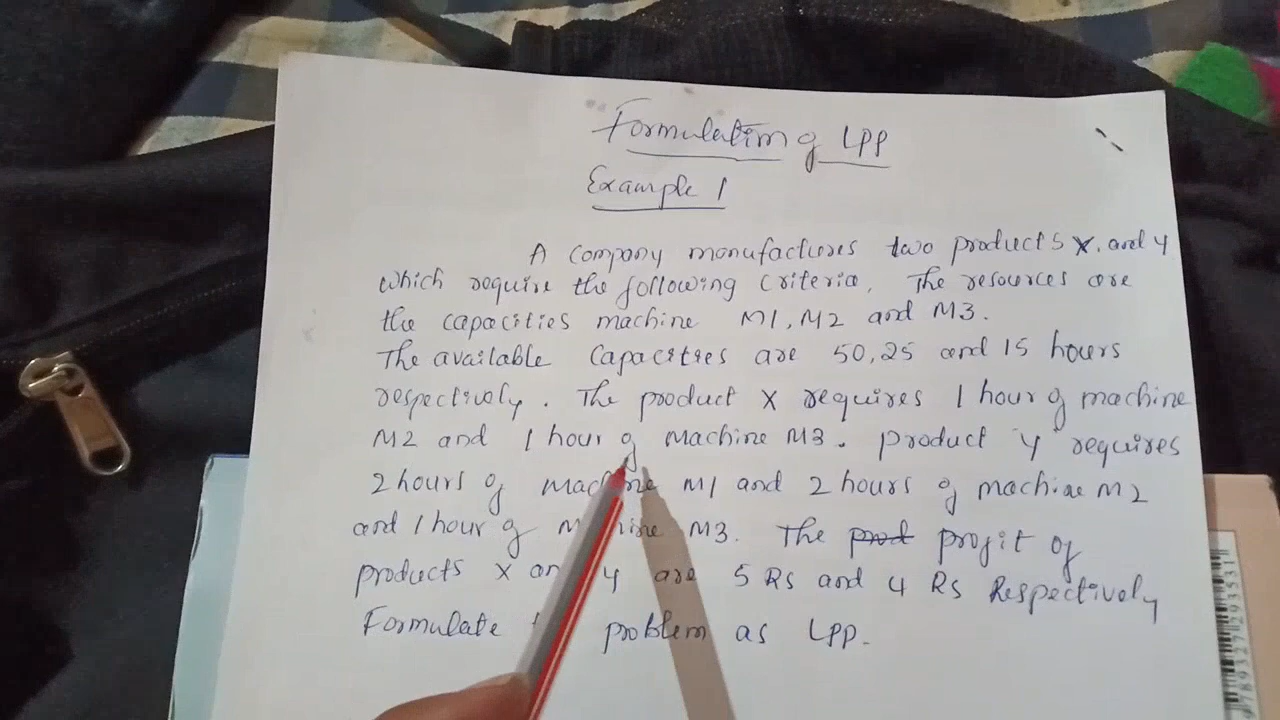 Formulation of LPP
Example 1
A company manufactures two products X, and Y
which require the following criteria, The resources are
the capacities machine M1, M2 and M3.
The available capacities are 50, 25 and 15 hours
respectively. The product X requires 1 hour of machine
M2 and 1 hour of machine M3. product 'y' requires
2 hours of machine M1 and 2 hours of machine M2
and 1 hour of M M3. The prod profit of
products X an y are 5 RS and 4 RS Respectively
Formulate problem as LPP.
9789327293531